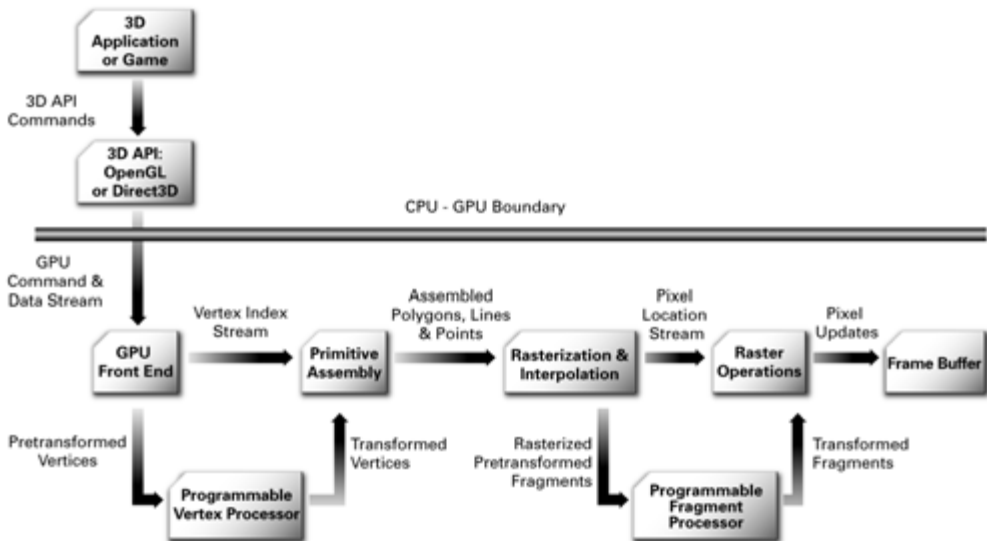 3D
Application
or Game
3D API
Commands
3D API:
OpenGL
or Direct3D
CPU - GPU Boundary
GPU
Command &
Data Stream
GPU
Front End
Vertex Index
Stream
Primitive
Assembly
Assembled
Polygons, Lines
& Points
Rasterization &
Interpolation
Pixel
Location
Stream
Raster
Operations
Pixel
Updates
Frame Buffer
Pretransformed
Vertices
Programmable
Vertex Processor
Transformed
Vertices
Rasterized
Pretransformed
Fragments
Programmable
Fragment
Processor
Transformed
Fragments